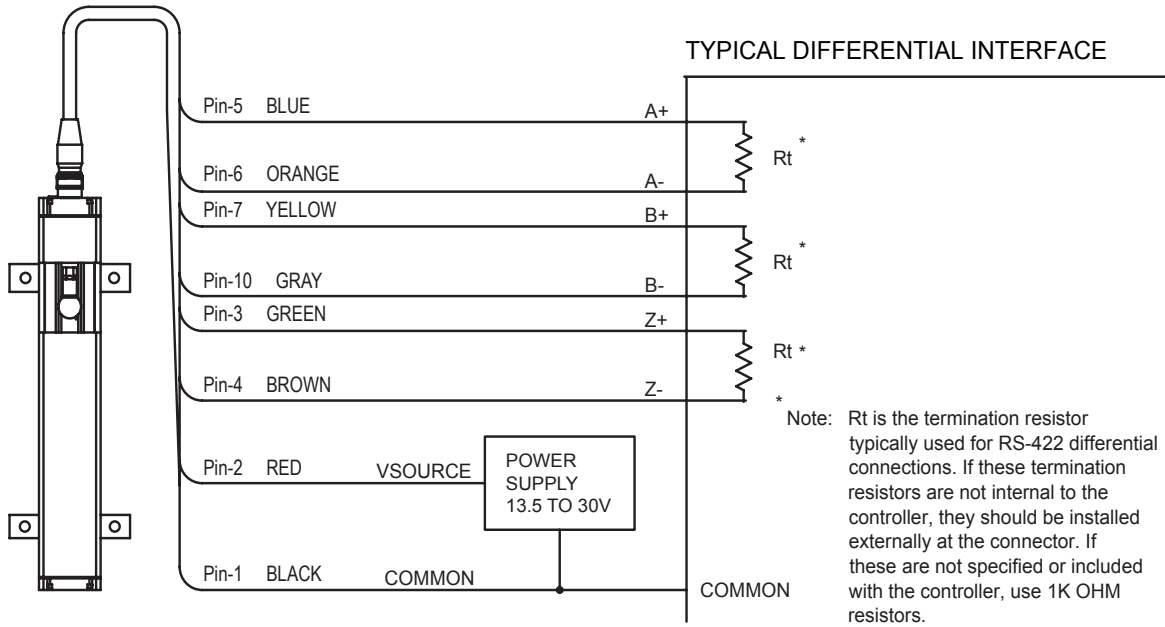 TYPICAL DIFFERENTIAL INTERFACE
Pin-5 BLUE A+
Rt *
Pin-6 ORANGE A-
Pin-7 YELLOW B+
Rt *
Pin-10 GRAY B-
Pin-3 GREEN Z+
Rt *
Pin-4 BROWN Z-
*
Note: Rt is the termination resistor
typically used for RS-422 differential
connections. If these termination
resistors are not internal to the
controller, they should be installed
externally at the connector. If
these are not specified or included
with the controller, use 1K OHM
resistors.
Pin-2 RED VSOURCE
POWER
SUPPLY
13.5 TO 30V
Pin-1 BLACK COMMON
COMMON